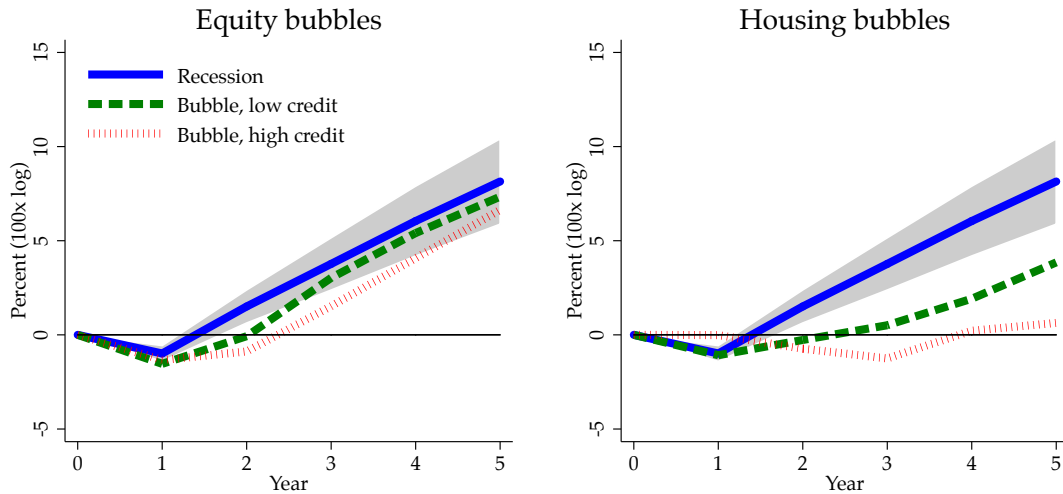 Equity bubbles
Percent (100x log)
15
10
5
0
-5
Recession
Bubble, low credit
Bubble, high credit
0 1 2 3 4 5
Year
Housing bubbles
Percent (100x log)
15
10
5
0
-5
0 1 2 3 4 5
Year